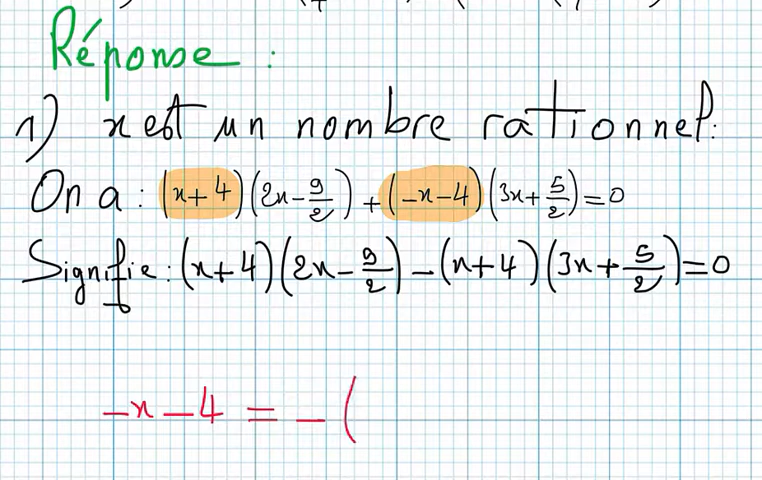 Réponse :
1) x est un nombre rationnel.
On a : (x+4)(2x-9/2)+(-x-4)(3x+5/2)=0
Signifie : (x+4)(2x-9/2)-(x+4)(3x+5/2)=0
-x-4 = -(